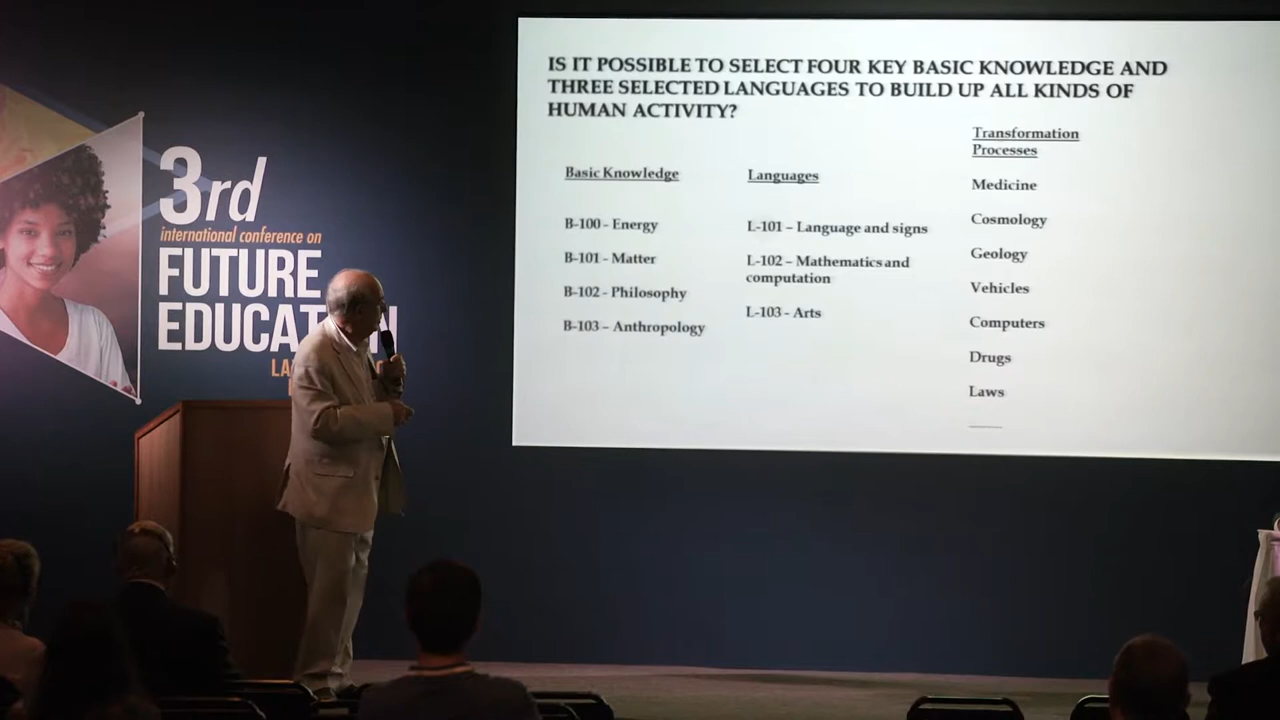 3rd
international conference on
FUTURE
IS IT POSSIBLE TO SELECT FOUR KEY BASIC KNOWLEDGE AND
THREE SELECTED LANGUAGES TO BUILD UP ALL KINDS OF
HUMAN ACTIVITY?
Basic Knowledge
B-100 - Energy
B-101 - Matter
B-102 - Philosophy
B-103 – Anthropology
Languages
L-101 – Language and signs
L-102 – Mathematics and
computation
L-103 - Arts
Transformation
Processes
Medicine
Cosmology
Geology
Vehicles
Computers
Drugs
Laws